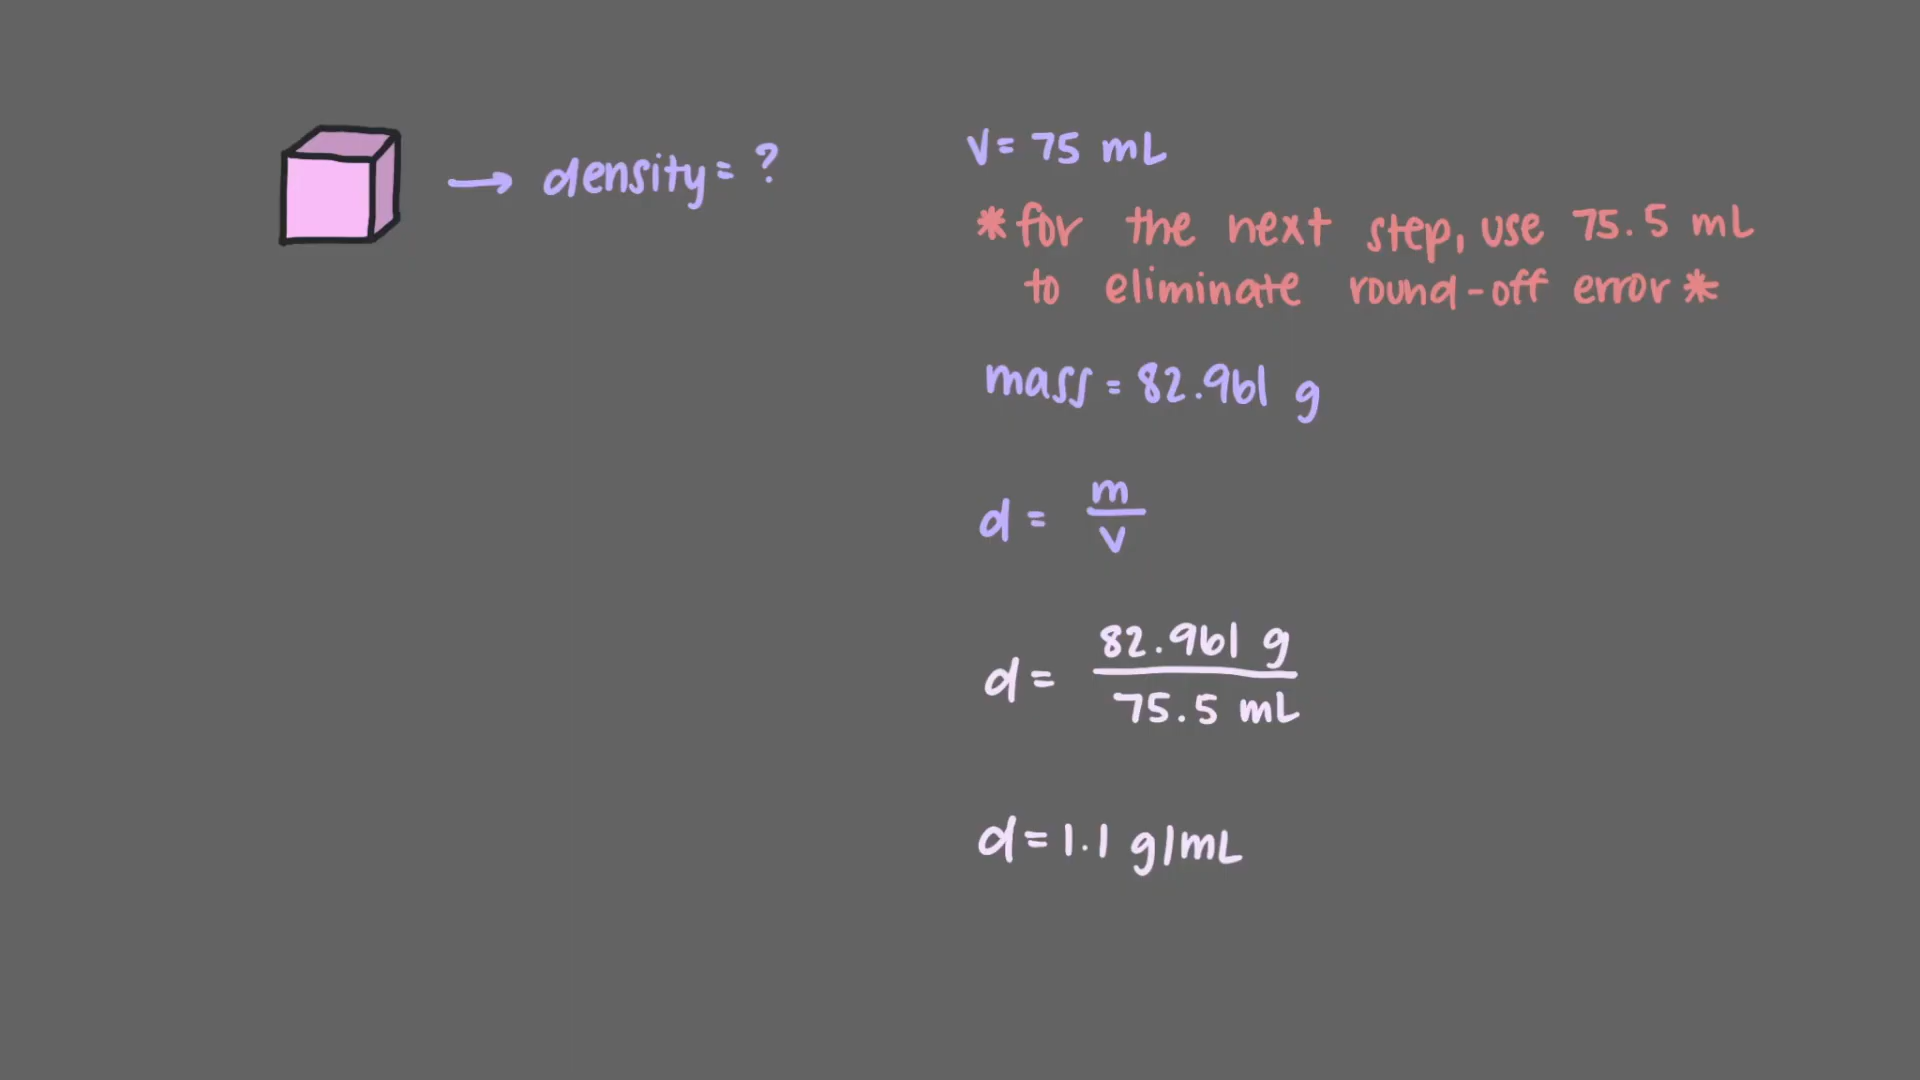 → density = ?
V = 75 mL
*for the next step, use 75.5 mL
to eliminate round-off error*
mass = 82.961 g
d = m/V
d = 82.961 g / 75.5 mL
d = 1.1 g/mL